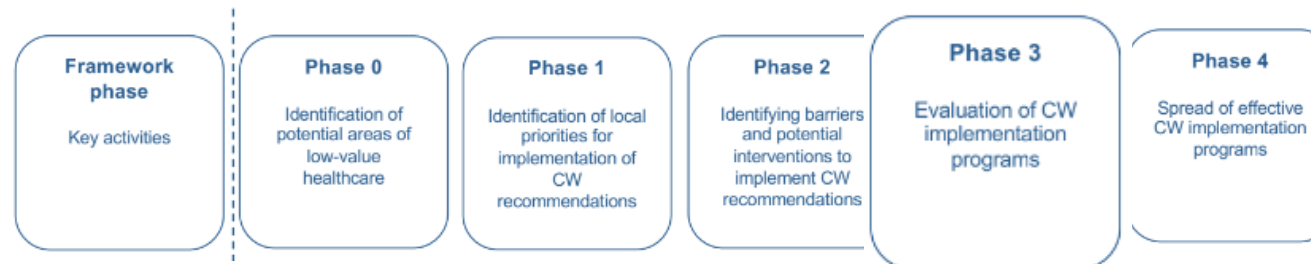 Framework
phase
Key activities
Phase 0
Identification of
potential areas of
low-value
healthcare
Phase 1
Identification of local
priorities for
implementation of
CW
recommendations
Phase 2
Identifying barriers
and potential
interventions to
implement CW
recommendations
Phase 3
Evaluation of CW
implementation
programs
Phase 4
Spread of effective
CW implementation
programs